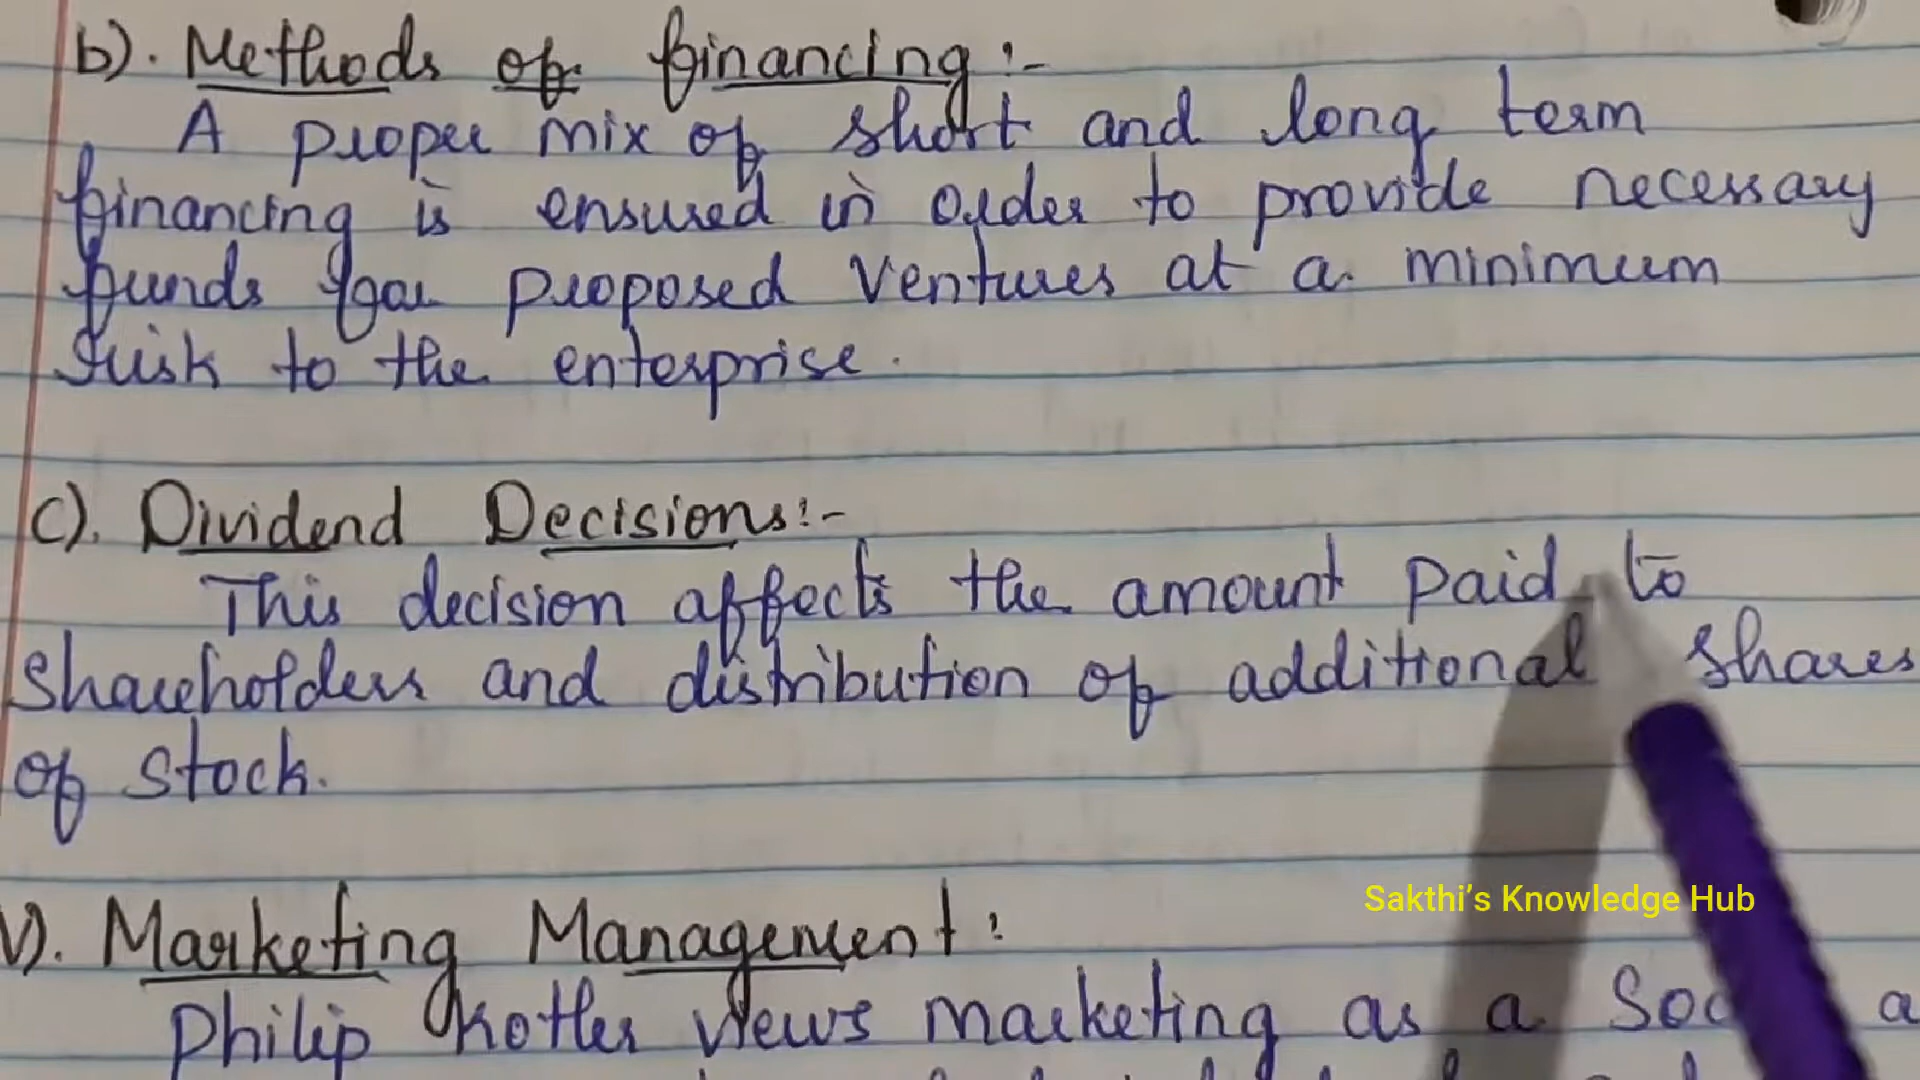 b). Methods of financing:-
A proper mix of short and long term
financing is ensured in order to provide necessary
funds for proposed ventures at a minimum
risk to the enterprise.
c). Dividend Decisions:-
This decision affects the amount paid to
shareholders and distribution of additional shares
of stock.
Sakthi's Knowledge Hub
V). Marketing Management:
Philip Kotler views marketing as a